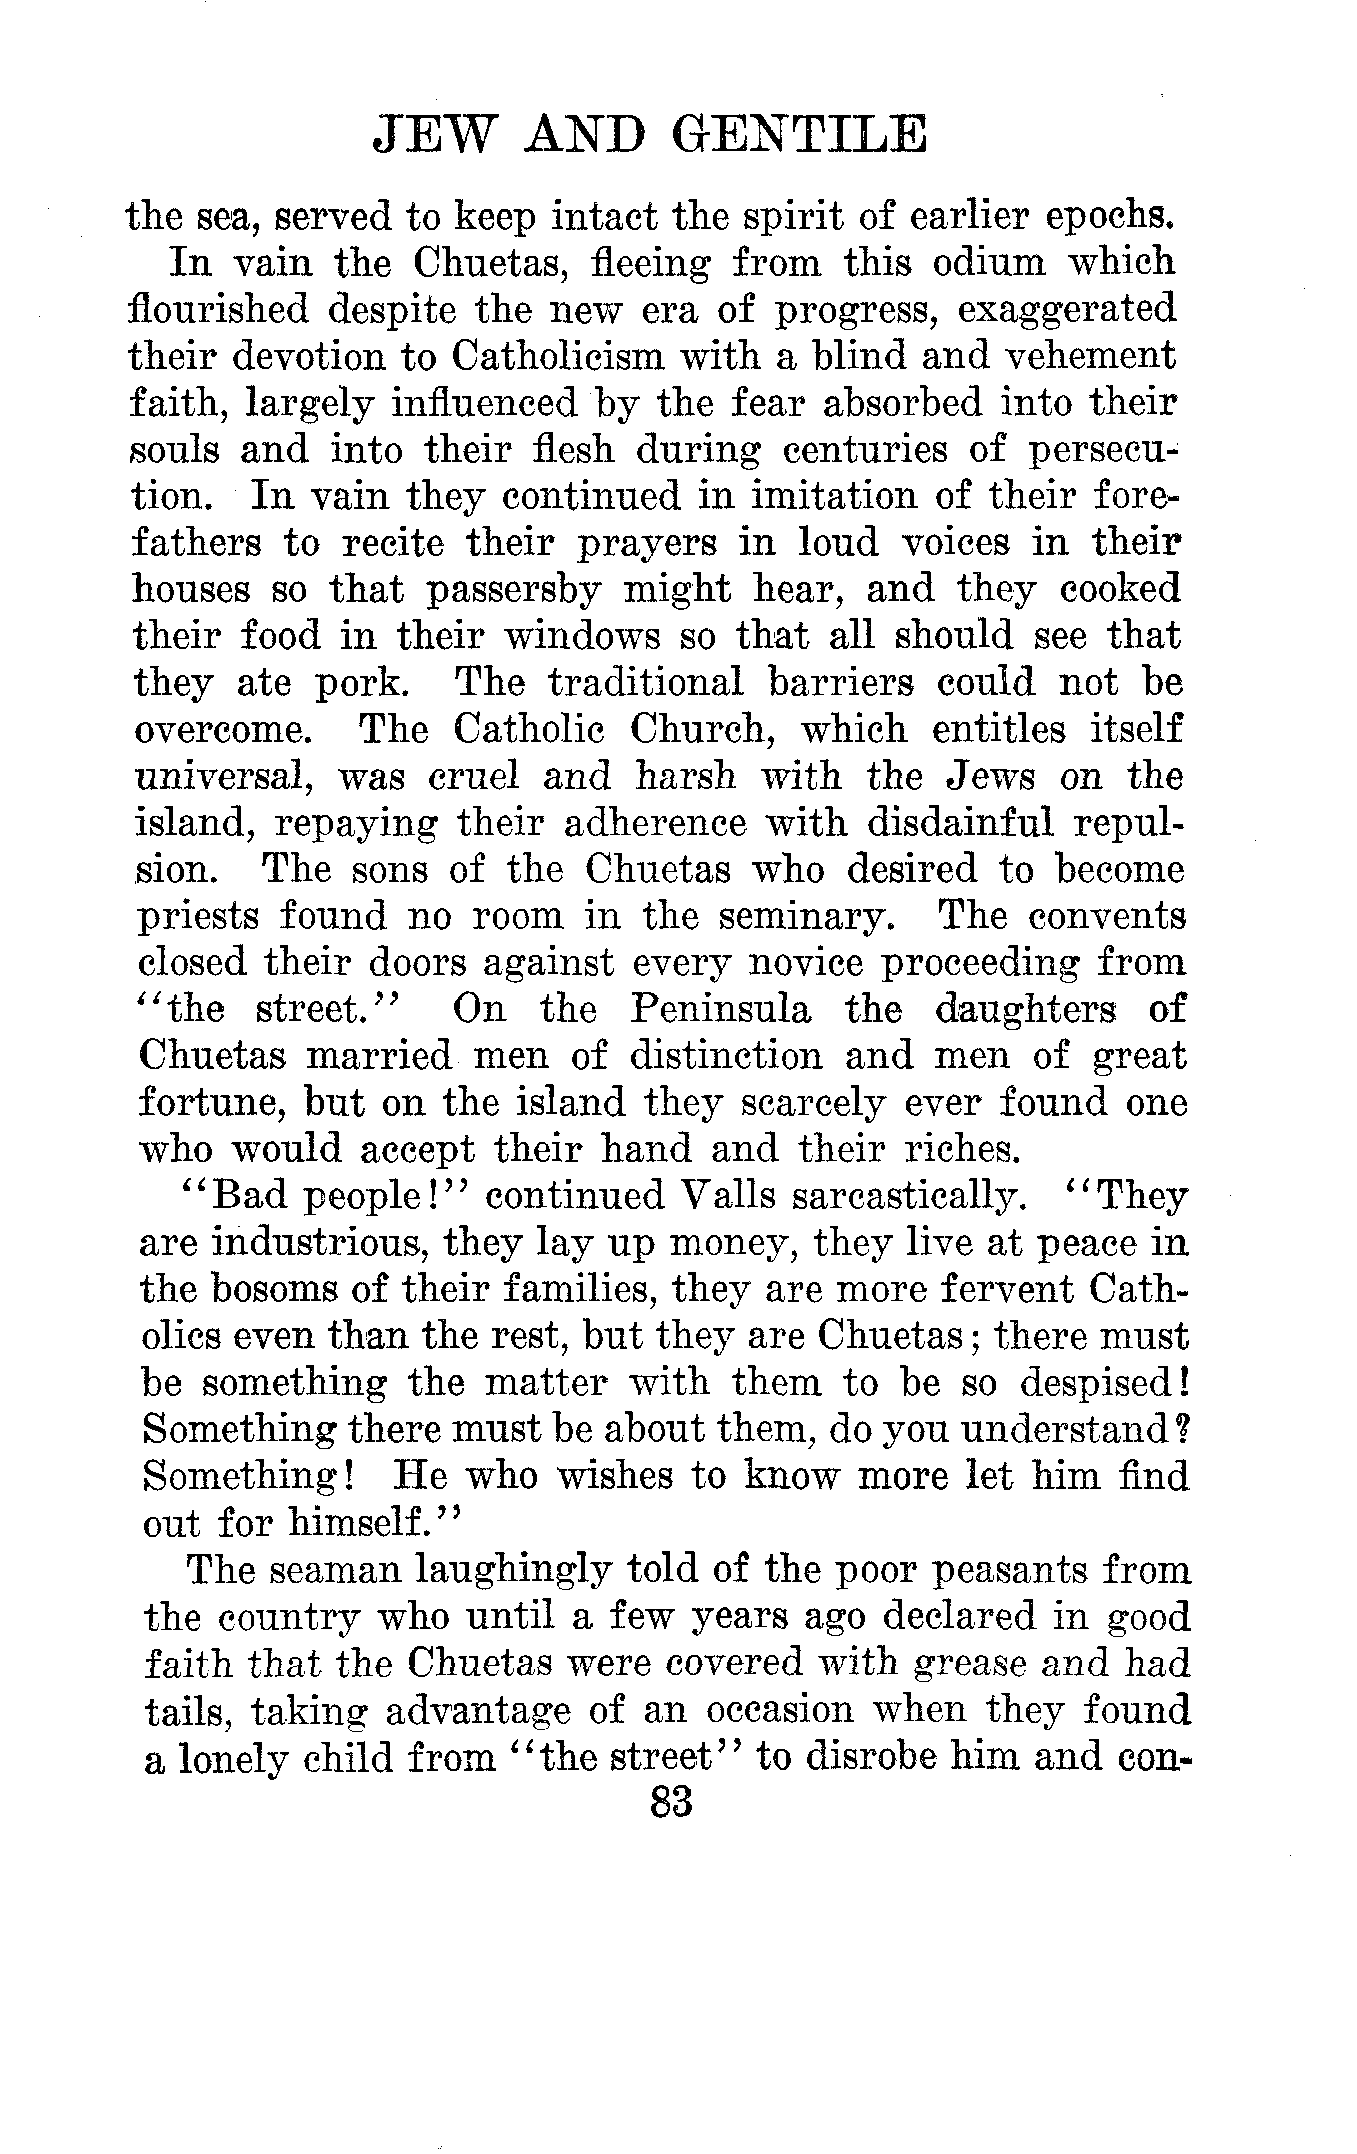 JEW AND GENTILE
the sea, served to keep intact the spirit of earlier epochs.
In vain the Chuetas, fleeing from this odium which
flourished despite the new era of progress, exaggerated
their devotion to Catholicism with a blind and vehement
faith, largely influenced by the fear absorbed into their
souls and into their flesh during centuries of persecu-
tion. In vain they continued in imitation of their fore-
fathers to recite their prayers in loud voices in their
houses so that passersby might hear, and they cooked
their food in their windows so that all should see that
they ate pork. The traditional barriers could not be
overcome. The Catholic Church, which entitles itself
universal, was cruel and harsh with the Jews on the
island, repaying their adherence with disdainful repul-
sion. The sons of the Chuetas who desired to become
priests found no room in the seminary. The convents
closed their doors against every novice proceeding from
"the street." On the Peninsula the daughters of
Chuetas married men of distinction and men of great
fortune, but on the island they scarcely ever found one
who would accept their hand and their riches.
"Bad people!" continued Valls sarcastically. "They
are industrious, they lay up money, they live at peace in
the bosoms of their families, they are more fervent Cath-
olics even than the rest, but they are Chuetas; there must
be something the matter with them to be so despised!
Something there must be about them, do you understand?
Something! He who wishes to know more let him find
out for himself."
The seaman laughingly told of the poor peasants from
the country who until a few years ago declared in good
faith that the Chuetas were covered with grease and had
tails, taking advantage of an occasion when they found
a lonely child from "the street" to disrobe him and con-
83